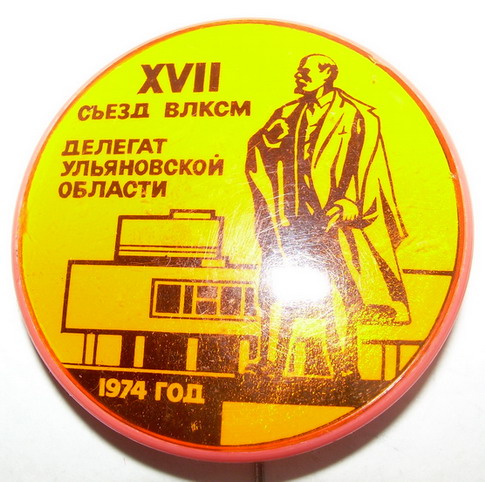 XVII
СЪЕЗД ВЛКСМ
ДЕЛЕГАТ
УЛЬЯНОВСКОЙ
ОБЛАСТИ
1974 ГОД